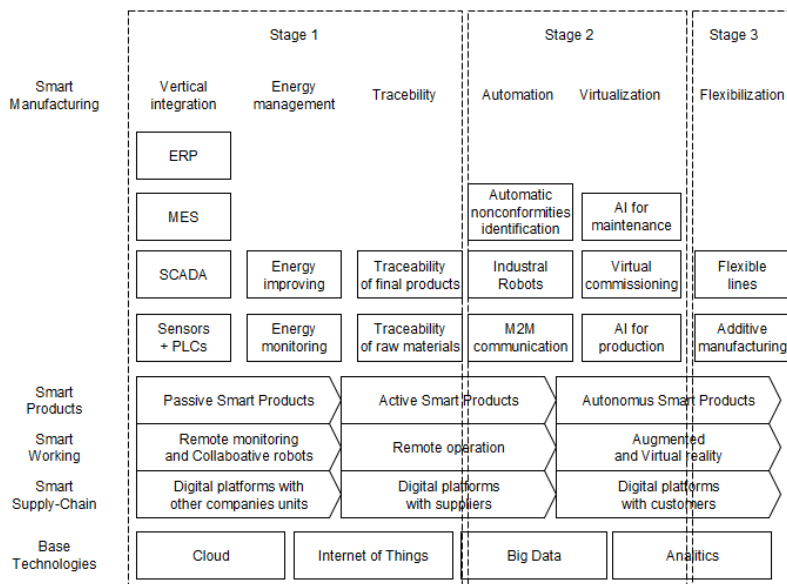 Stage 1
Stage 2
Stage 3
Smart
Manufacturing
Vertical
integration
Energy
management
Tracebility
Automation
Virtualization
Flexibilization
ERP
MES
Automatic
nonconformities
identification
AI for
maintenance
SCADA
Energy
improving
Traceability
of final products
Industral
Robots
Virtual
commissioning
Flexible
lines
Sensors
+ PLCs
Energy
monitoring
Traceability
of raw materials
M2M
communication
AI for
production
Additive
manufacturing
Smart
Products
Passive Smart Products
Active Smart Products
Autonomus Smart Products
Smart
Working
Remote monitoring
and Collaboative robots
Remote operation
Augmented
and Virtual reality
Smart
Supply-Chain
Digital platforms with
other companies units
Digital platforms
with suppliers
Digital platforms
with customers
Base
Technologies
Cloud
Internet of Things
Big Data
Analitics